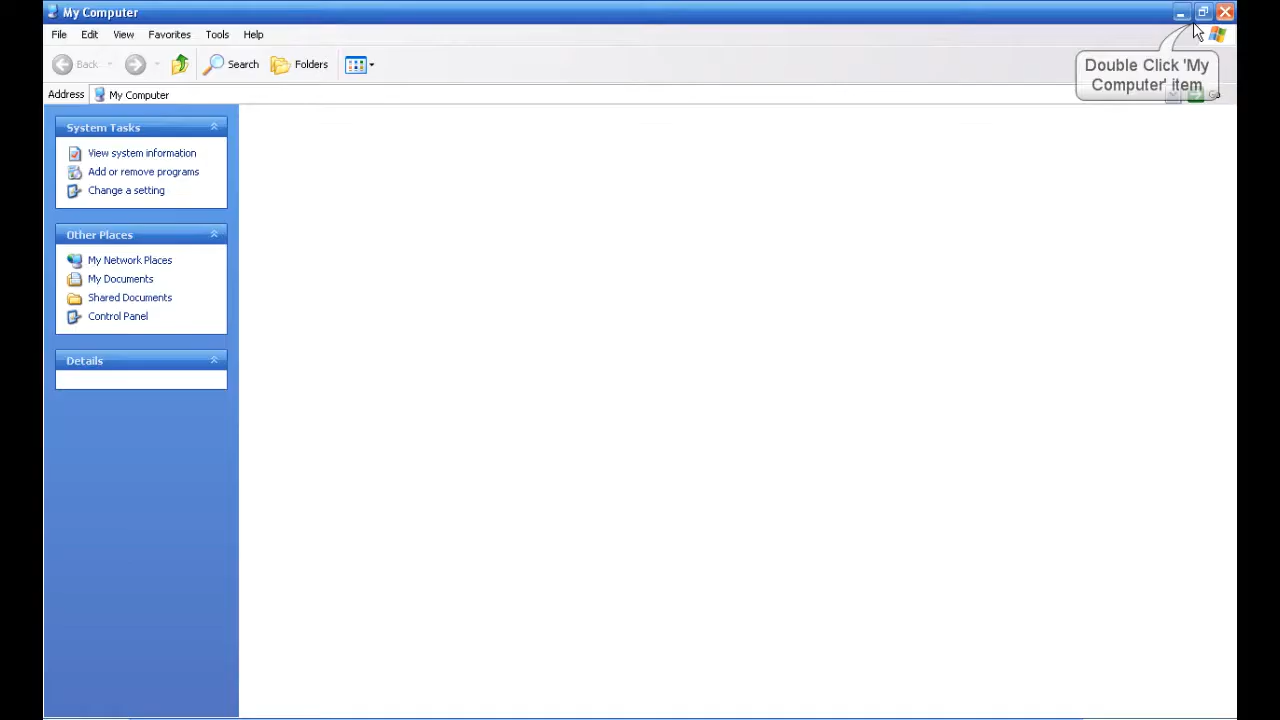 My Computer
File Edit View Favorites Tools Help
Back Search Folders
Double Click 'My
Computer' item
Address My Computer
System Tasks
View system information
Add or remove programs
Change a setting
Other Places
My Network Places
My Documents
Shared Documents
Control Panel
Details